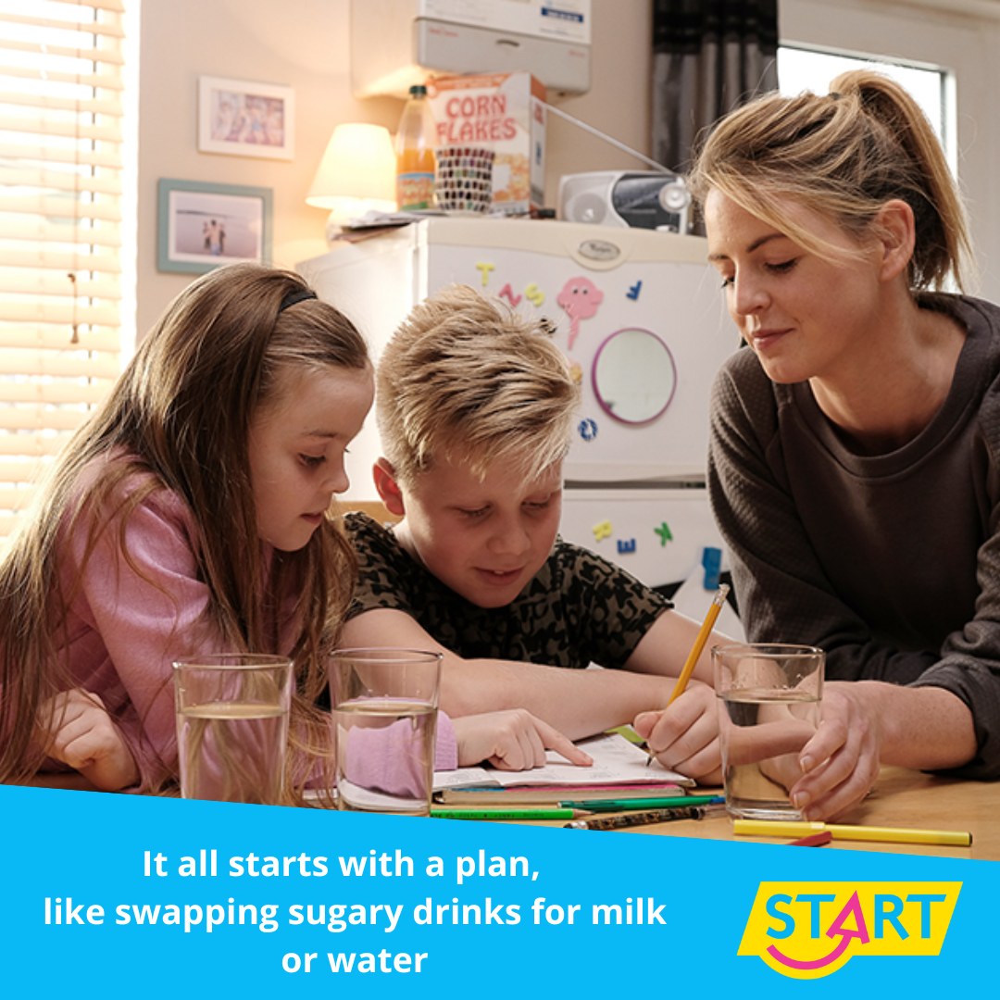 CORN
FLAKES
T N S F
It all starts with a plan,
like swapping sugary drinks for milk
or water
START